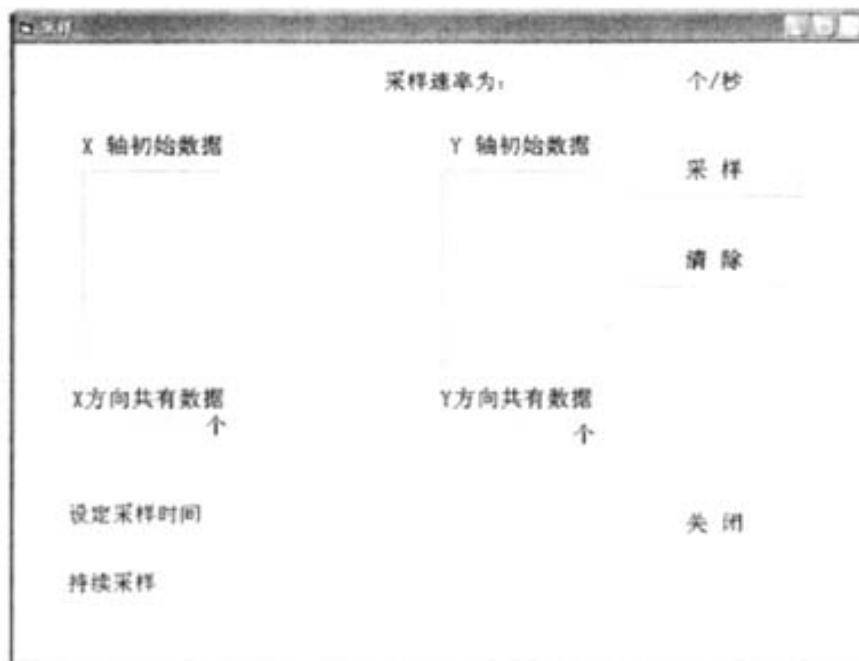 采样
采样速率为： 个/秒
X 轴初始数据 Y 轴初始数据
采 样
清 除
X方向共有数据 Y方向共有数据
个 个
设定采样时间
关 闭
持续采样